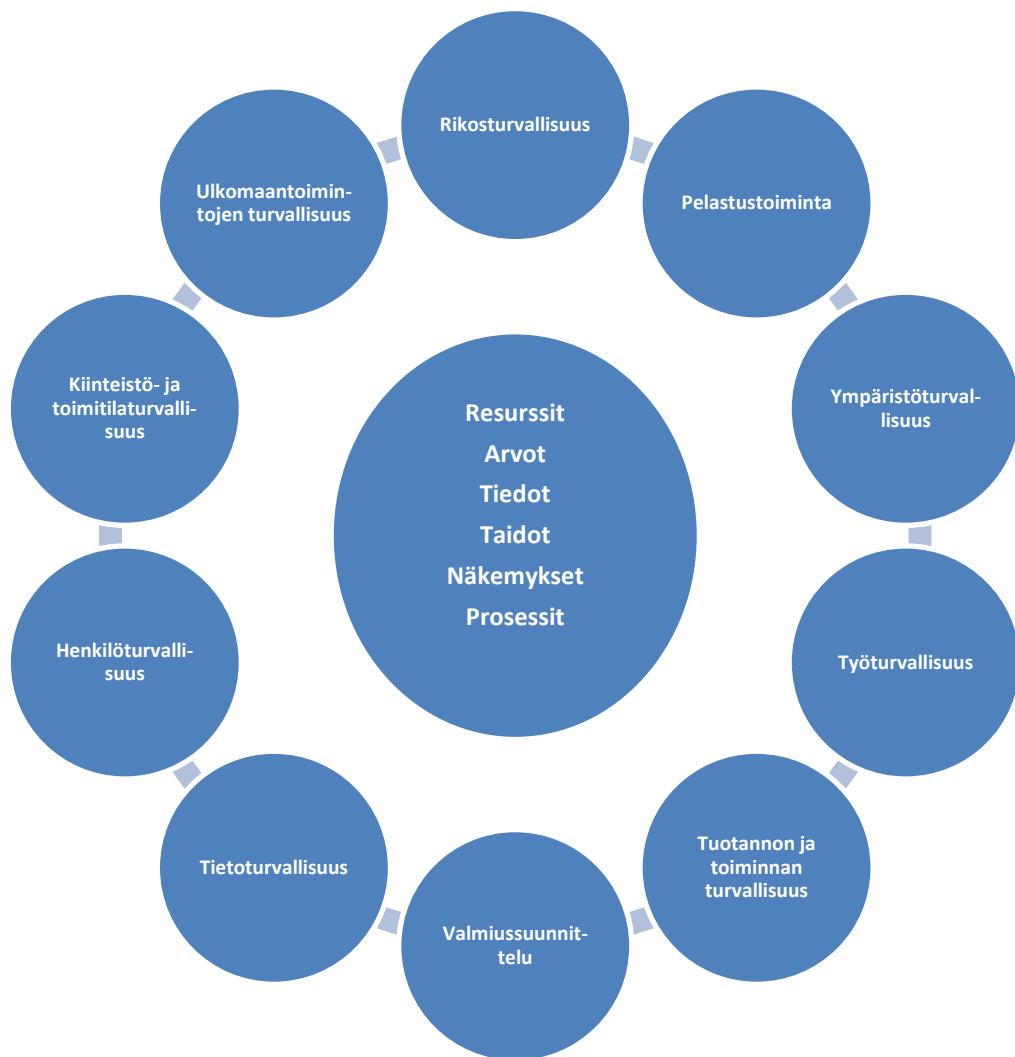 Rikosturvallisuus
Pelastustoiminta
Ympäristöturval-
lisuus
Työturvallisuus
Tuotannon ja
toiminnan
turvallisuus
Valmiussuunnit-
telu
Tietoturvallisuus
Henkilöturvalli-
suus
Kiinteistö- ja
toimitilaturvalli-
suus
Ulkomaantoimin-
tojen turvallisuus
Resurssit
Arvot
Tiedot
Taidot
Näkemykset
Prosessit